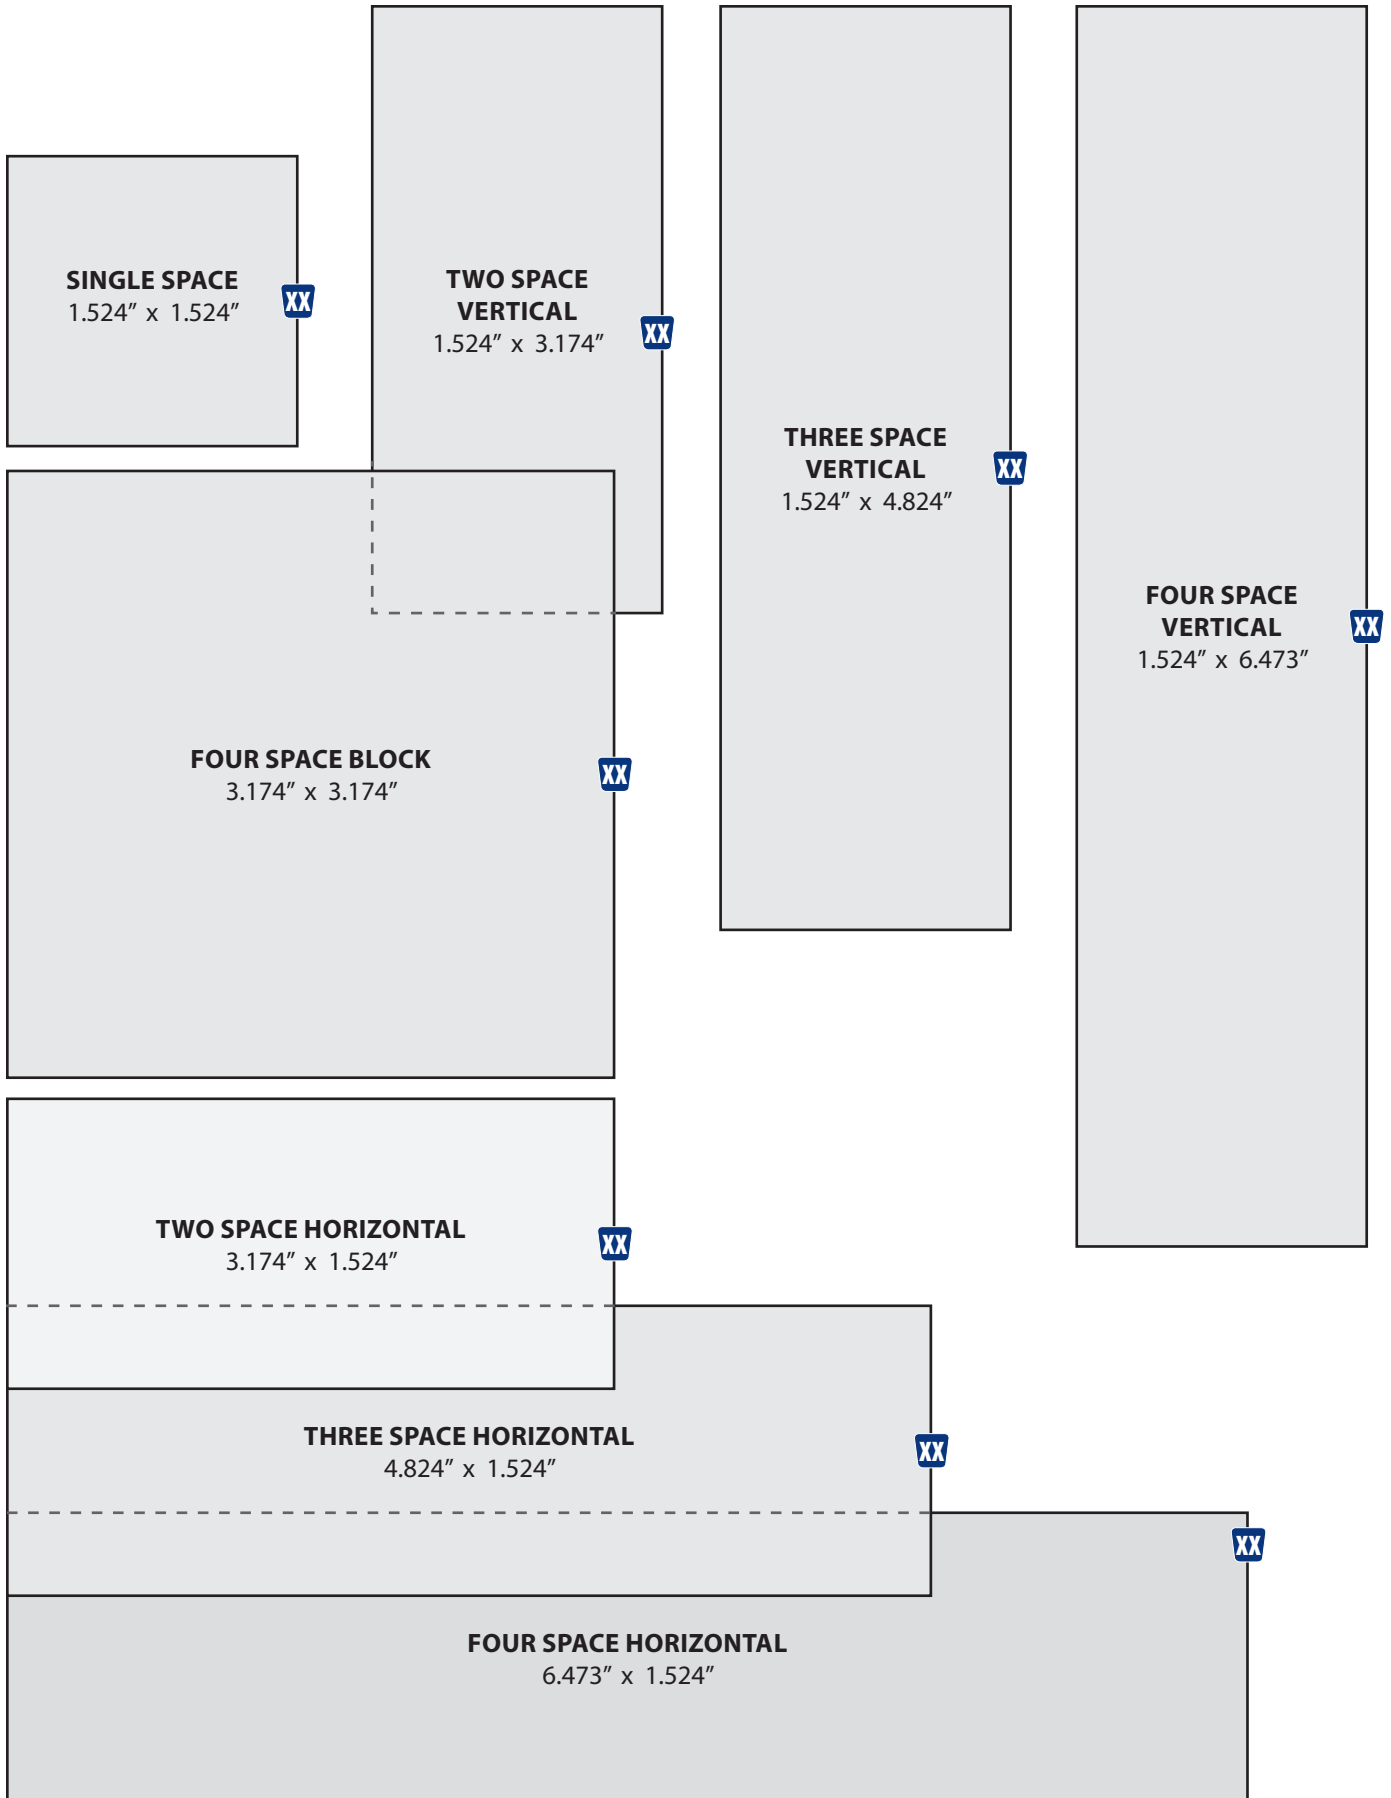 SINGLE SPACE
1.524″ x 1.524″
XX
TWO SPACE
VERTICAL
1.524″ x 3.174″
XX
THREE SPACE
VERTICAL
1.524″ x 4.824″
XX
FOUR SPACE
VERTICAL
1.524″ x 6.473″
XX
FOUR SPACE BLOCK
3.174″ x 3.174″
XX
TWO SPACE HORIZONTAL
3.174″ x 1.524″
XX
THREE SPACE HORIZONTAL
4.824″ x 1.524″
XX
XX
FOUR SPACE HORIZONTAL
6.473″ x 1.524″